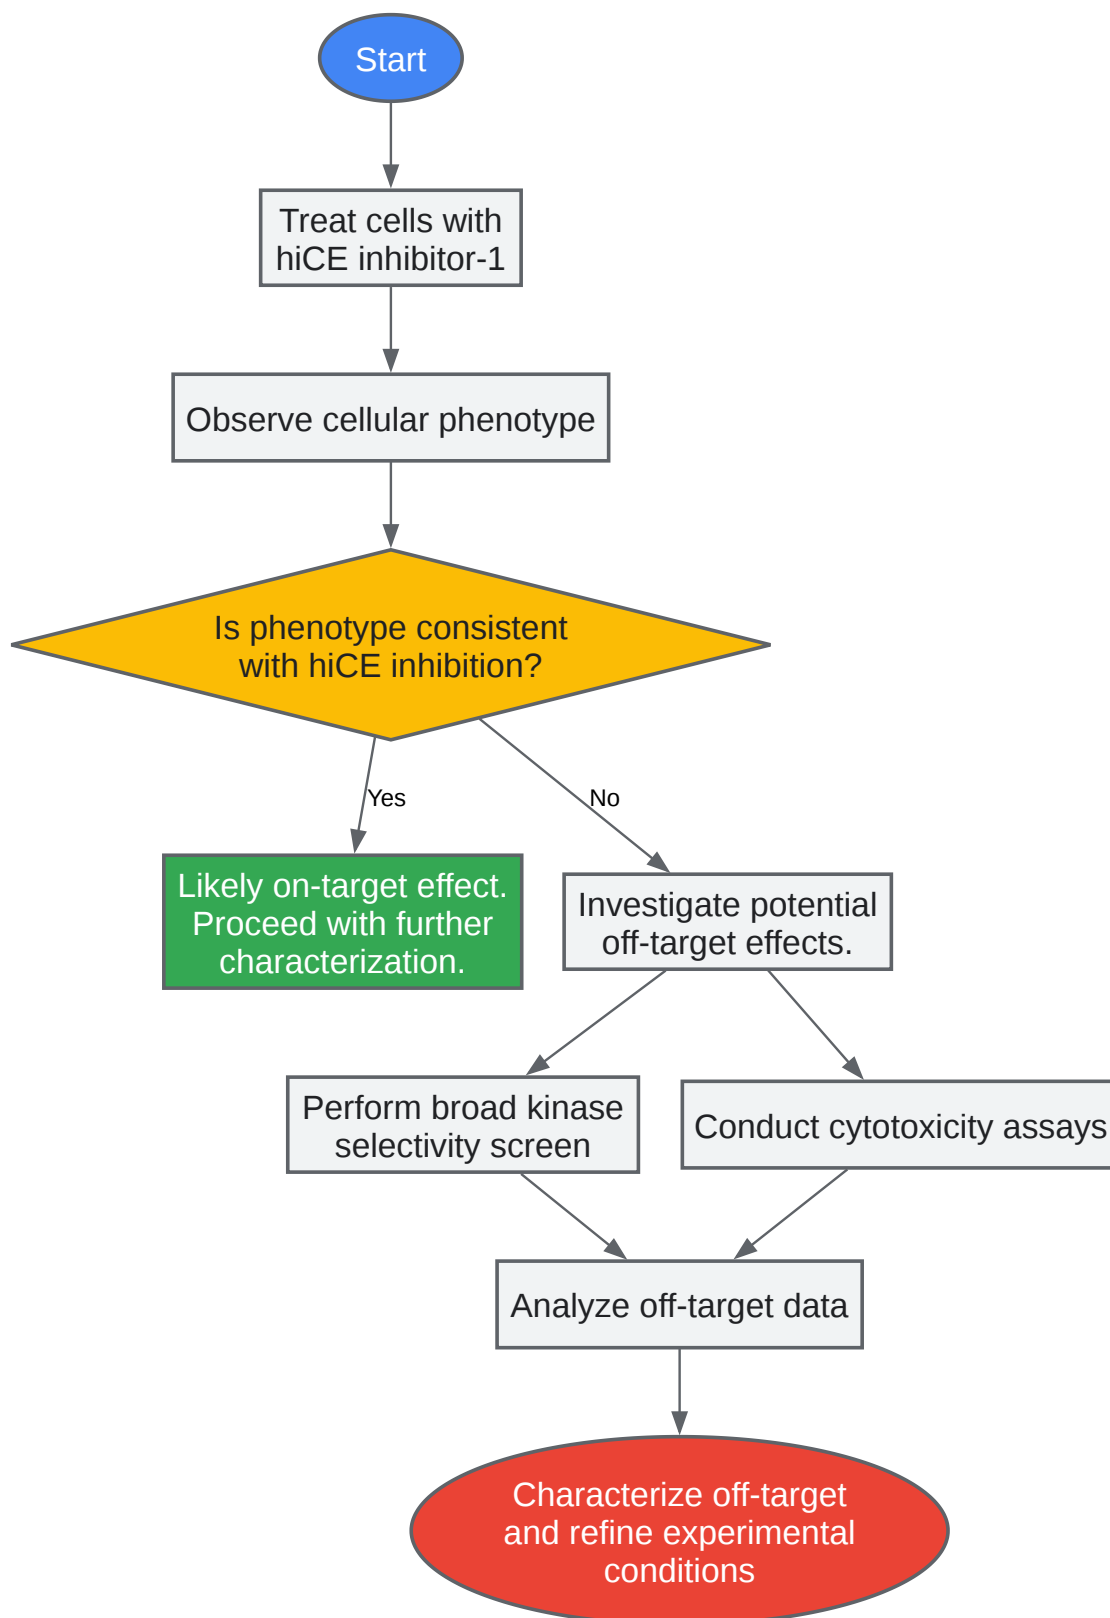 Start
Treat cells with
hiCE inhibitor-1
Observe cellular phenotype
Is phenotype consistent
with hiCE inhibition?
Yes
No
Likely on-target effect.
Proceed with further
characterization.
Investigate potential
off-target effects.
Perform broad kinase
selectivity screen
Conduct cytotoxicity assays
Analyze off-target data
Characterize off-target
and refine experimental
conditions